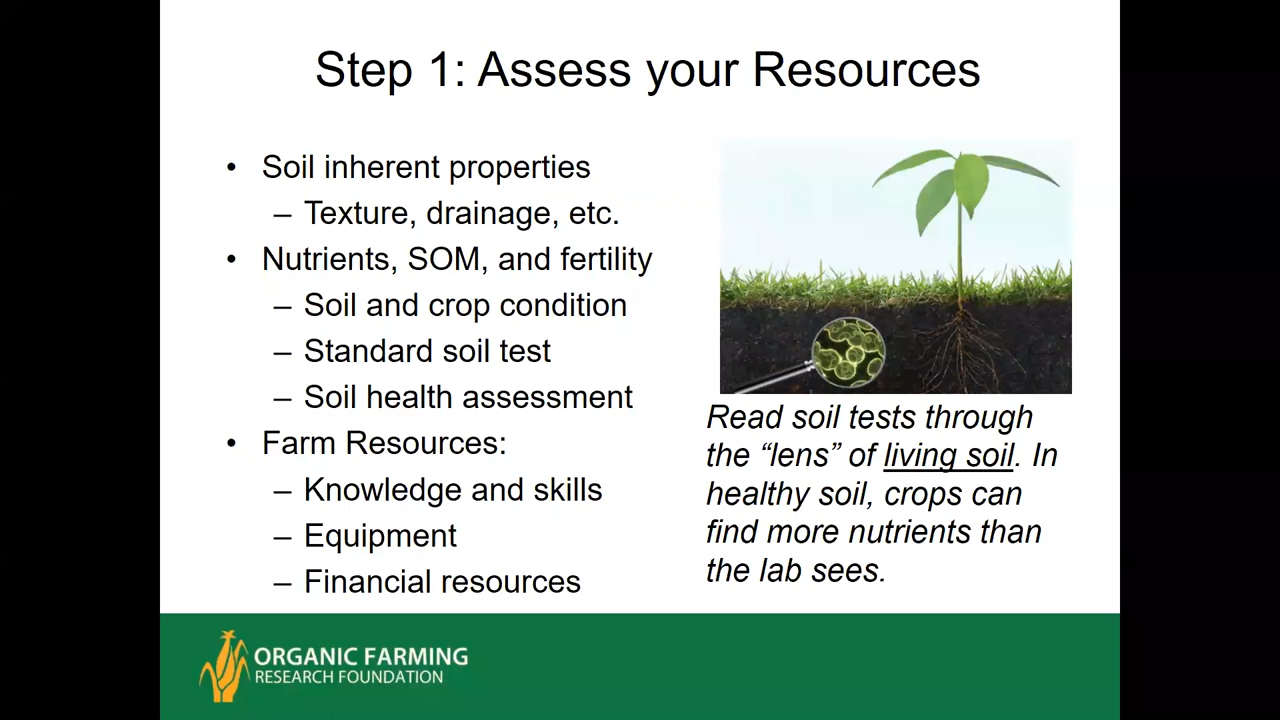 Step 1: Assess your Resources
• Soil inherent properties
– Texture, drainage, etc.
• Nutrients, SOM, and fertility
– Soil and crop condition
– Standard soil test
– Soil health assessment
• Farm Resources:
– Knowledge and skills
– Equipment
– Financial resources
Read soil tests through
the “lens” of living soil. In
healthy soil, crops can
find more nutrients than
the lab sees.
ORGANIC FARMING
RESEARCH FOUNDATION